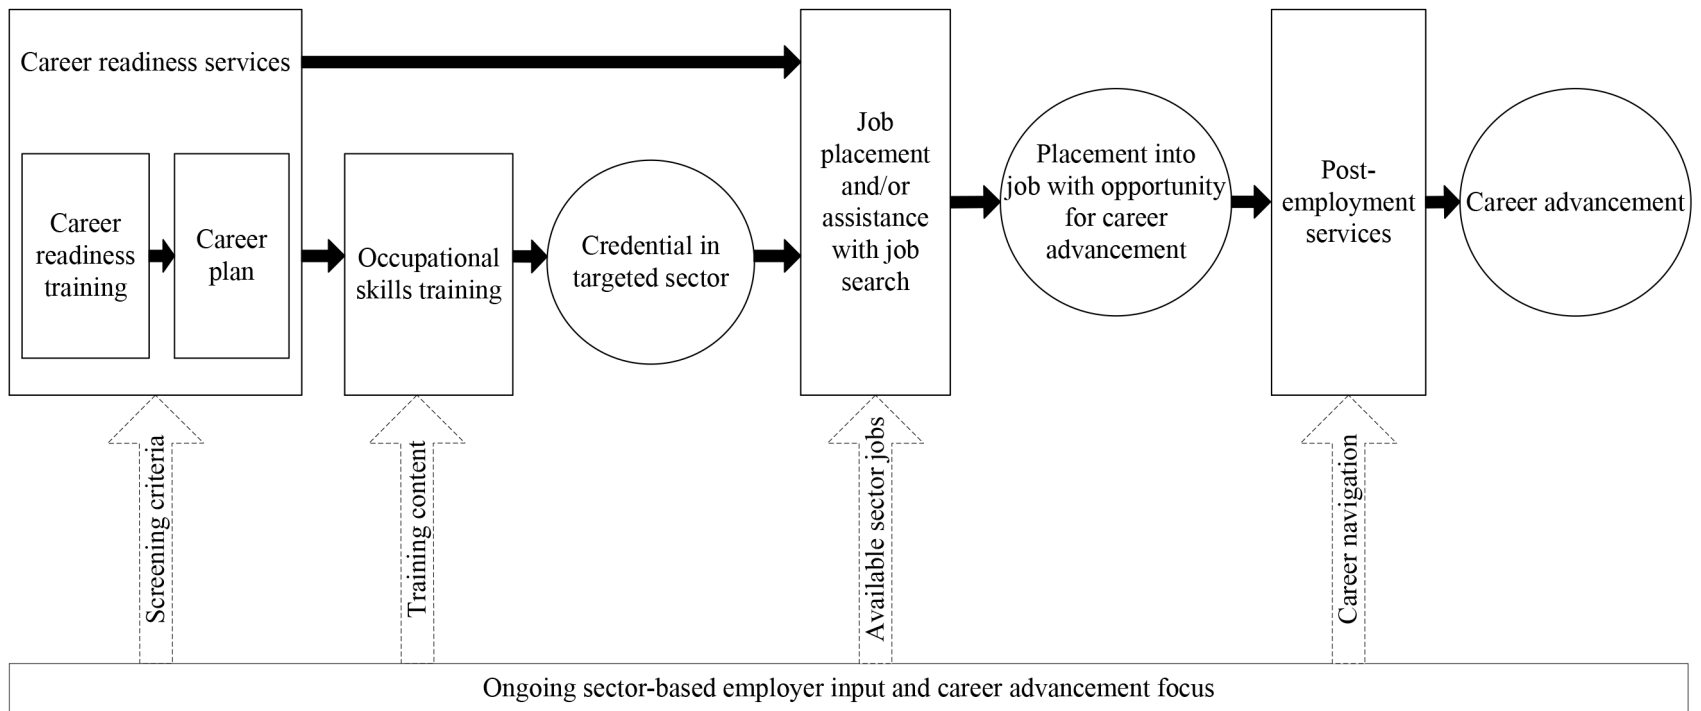 Career readiness services
Career
readiness
training
Career
plan
Occupational
skills training
Credential in
targeted sector
Job
placement
and/or
assistance
with job
search
Placement into
job with opportunity
for career
advancement
Post-
employment
services
Career advancement
Screening criteria
Training content
Available sector jobs
Career navigation
Ongoing sector-based employer input and career advancement focus